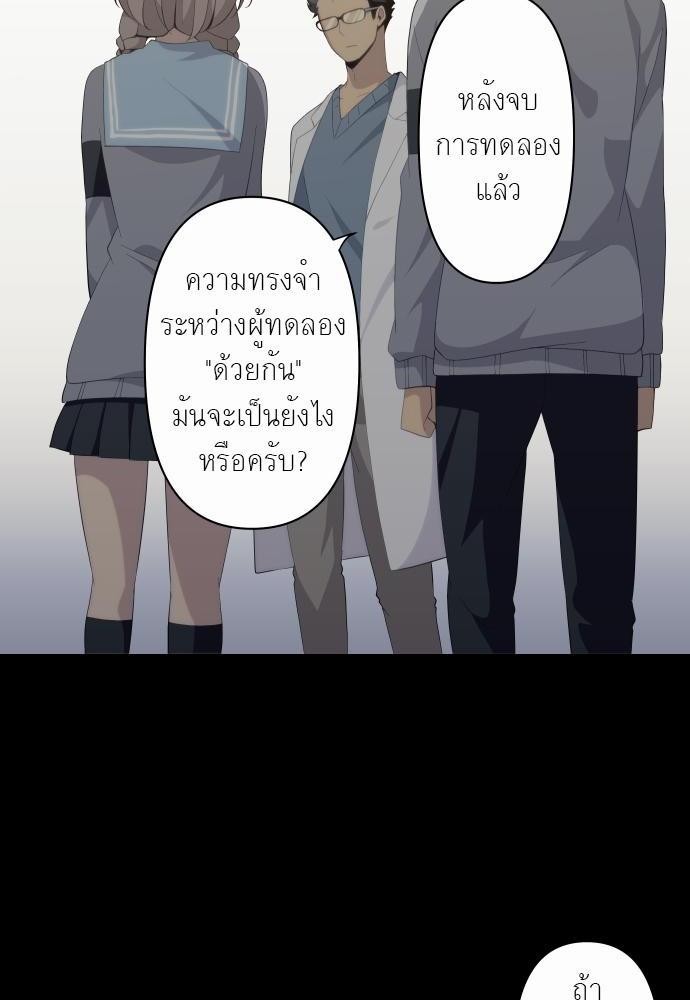 หลังจบ
การทดลอง
แล้ว
ความทรงจำ
ระหว่างผู้ทดลอง
"ด้วยกัน"
มันจะเป็นยังไง
หรือครับ?
ถ้า